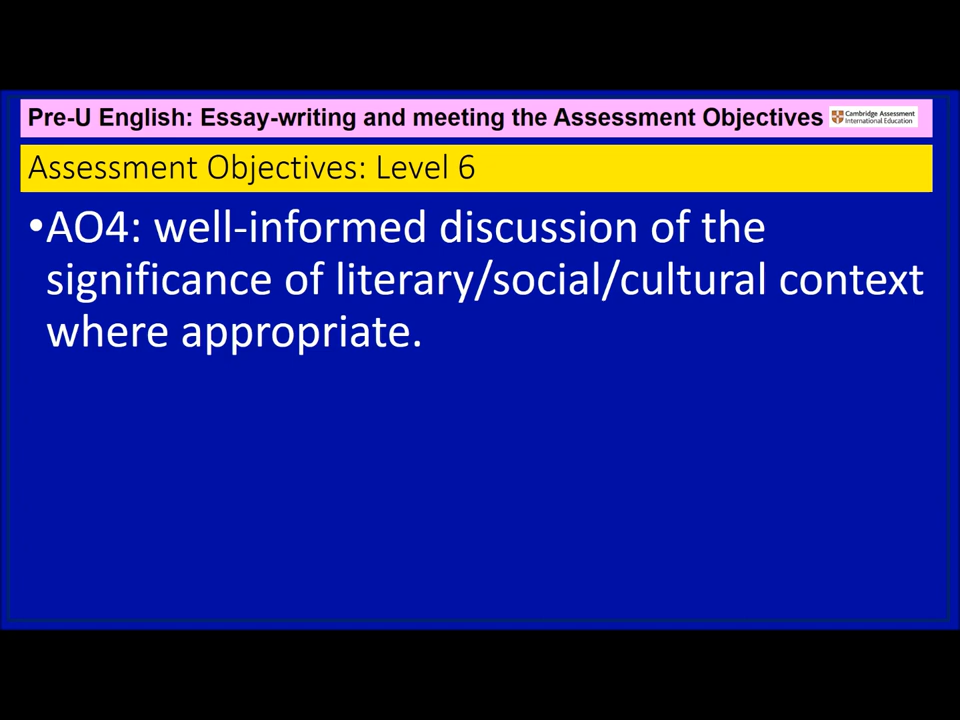 Pre-U English: Essay-writing and meeting the Assessment Objectives
Cambridge Assessment
International Education
Assessment Objectives: Level 6
•AO4: well-informed discussion of the
significance of literary/social/cultural context
where appropriate.